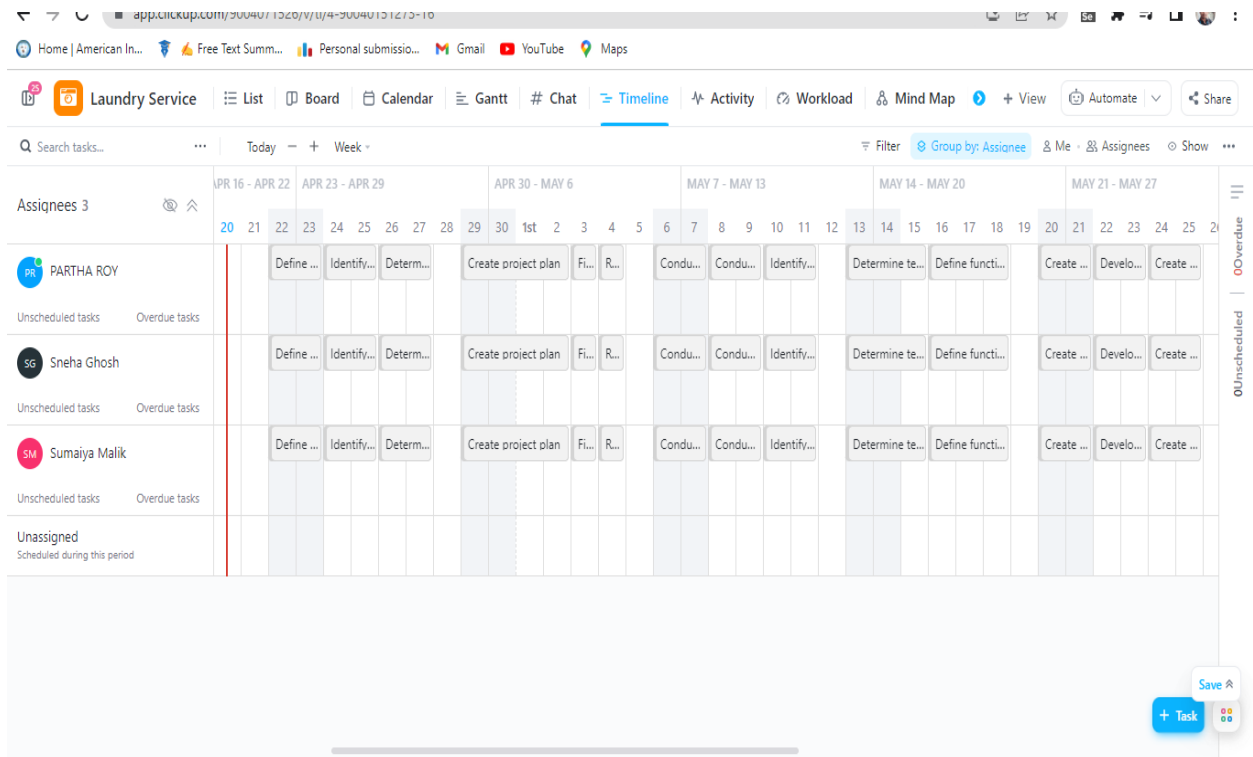 app.clickup.com/9004071526/v/tl/4-90040151273-16
Home | American In... Free Text Summ... Personal submissio... Gmail YouTube Maps
25 Laundry Service List Board Calendar Gantt # Chat Timeline Activity Workload Mind Map + View Automate Share
Search tasks... ... Today − + Week Filter Group by: Assignee Me Assignees Show ...
Assignees 3
APR 16 - APR 22 APR 23 - APR 29 APR 30 - MAY 6 MAY 7 - MAY 13 MAY 14 - MAY 20 MAY 21 - MAY 27
20 21 22 23 24 25 26 27 28 29 30 1st 2 3 4 5 6 7 8 9 10 11 12 13 14 15 16 17 18 19 20 21 22 23 24 25
PR PARTHA ROY Define ... Identify... Determ... Create project plan Fi... R... Condu... Condu... Identify... Determine te... Define functi... Create ... Develo... Create ...
Unscheduled tasks Overdue tasks
SG Sneha Ghosh Define ... Identify... Determ... Create project plan Fi... R... Condu... Condu... Identify... Determine te... Define functi... Create ... Develo... Create ...
Unscheduled tasks Overdue tasks
SM Sumaiya Malik Define ... Identify... Determ... Create project plan Fi... R... Condu... Condu... Identify... Determine te... Define functi... Create ... Develo... Create ...
Unscheduled tasks Overdue tasks
Unassigned
Scheduled during this period
0Overdue
0Unscheduled
Save
+ Task